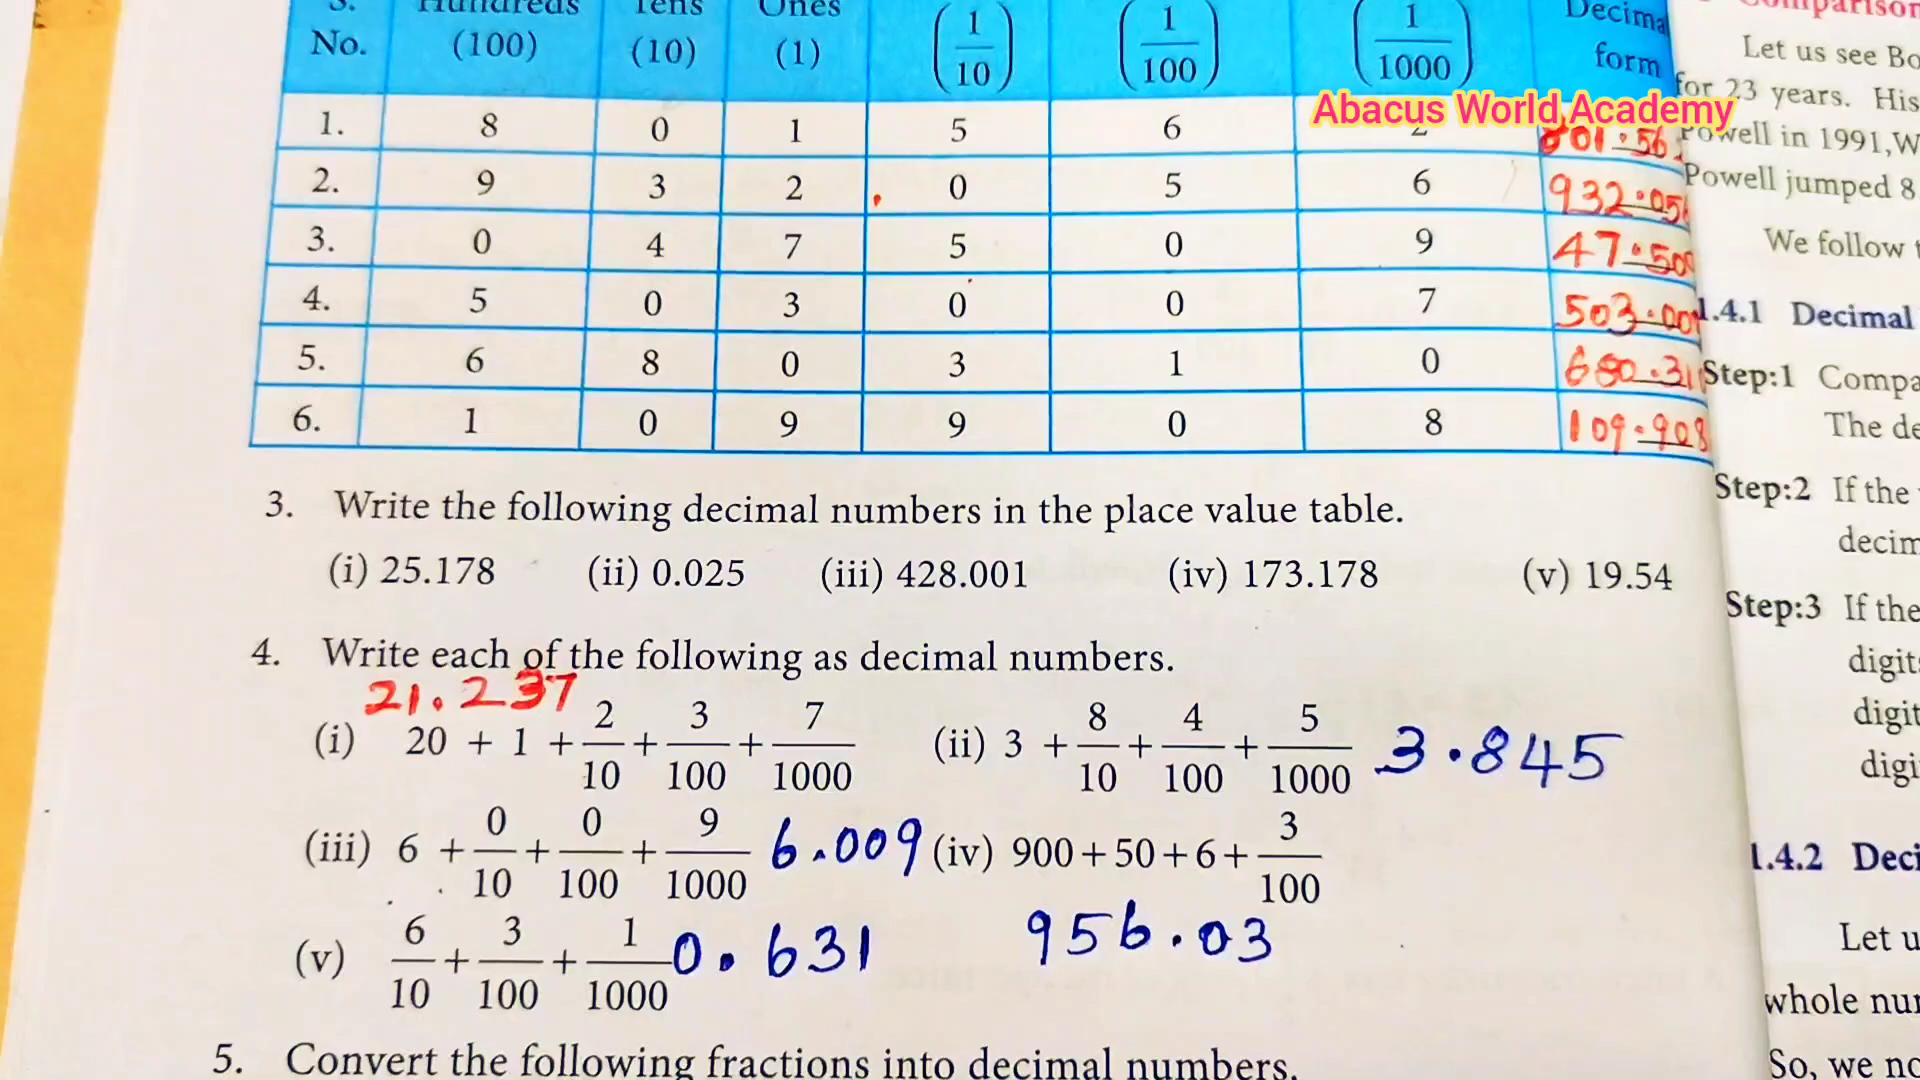 S. Hundreds Tens Ones Decimal
No. (100) (10) (1) (1/10) (1/100) (1/1000) form
Abacus World Academy
1. 8 0 1 5 6 801.56
2. 9 3 2 0 5 6 932.056
3. 0 4 7 5 0 9 47.509
4. 5 0 3 0 0 7 503.00
5. 6 8 0 3 1 0 680.31
6. 1 0 9 9 0 8 109.908
3. Write the following decimal numbers in the place value table.
(i) 25.178 (ii) 0.025 (iii) 428.001 (iv) 173.178 (v) 19.54
4. Write each of the following as decimal numbers.
21.237
(i) 20 + 1 + 2/10 + 3/100 + 7/1000 (ii) 3 + 8/10 + 4/100 + 5/1000 3.845
(iii) 6 + 0/10 + 0/100 + 9/1000 6.009 (iv) 900 + 50 + 6 + 3/100
956.03
(v) 6/10 + 3/100 + 1/1000 0.631
5. Convert the following fractions into decimal numbers.
Comparison
Let us see Bo
for 23 years. His
Powell in 1991,W
Powell jumped 8
We follow
1.4.1 Decimal
Step:1 Compa
The de
Step:2 If the
decim
Step:3 If the
digits
digit
digi
1.4.2 Deci
Let u
whole nu
So, we no